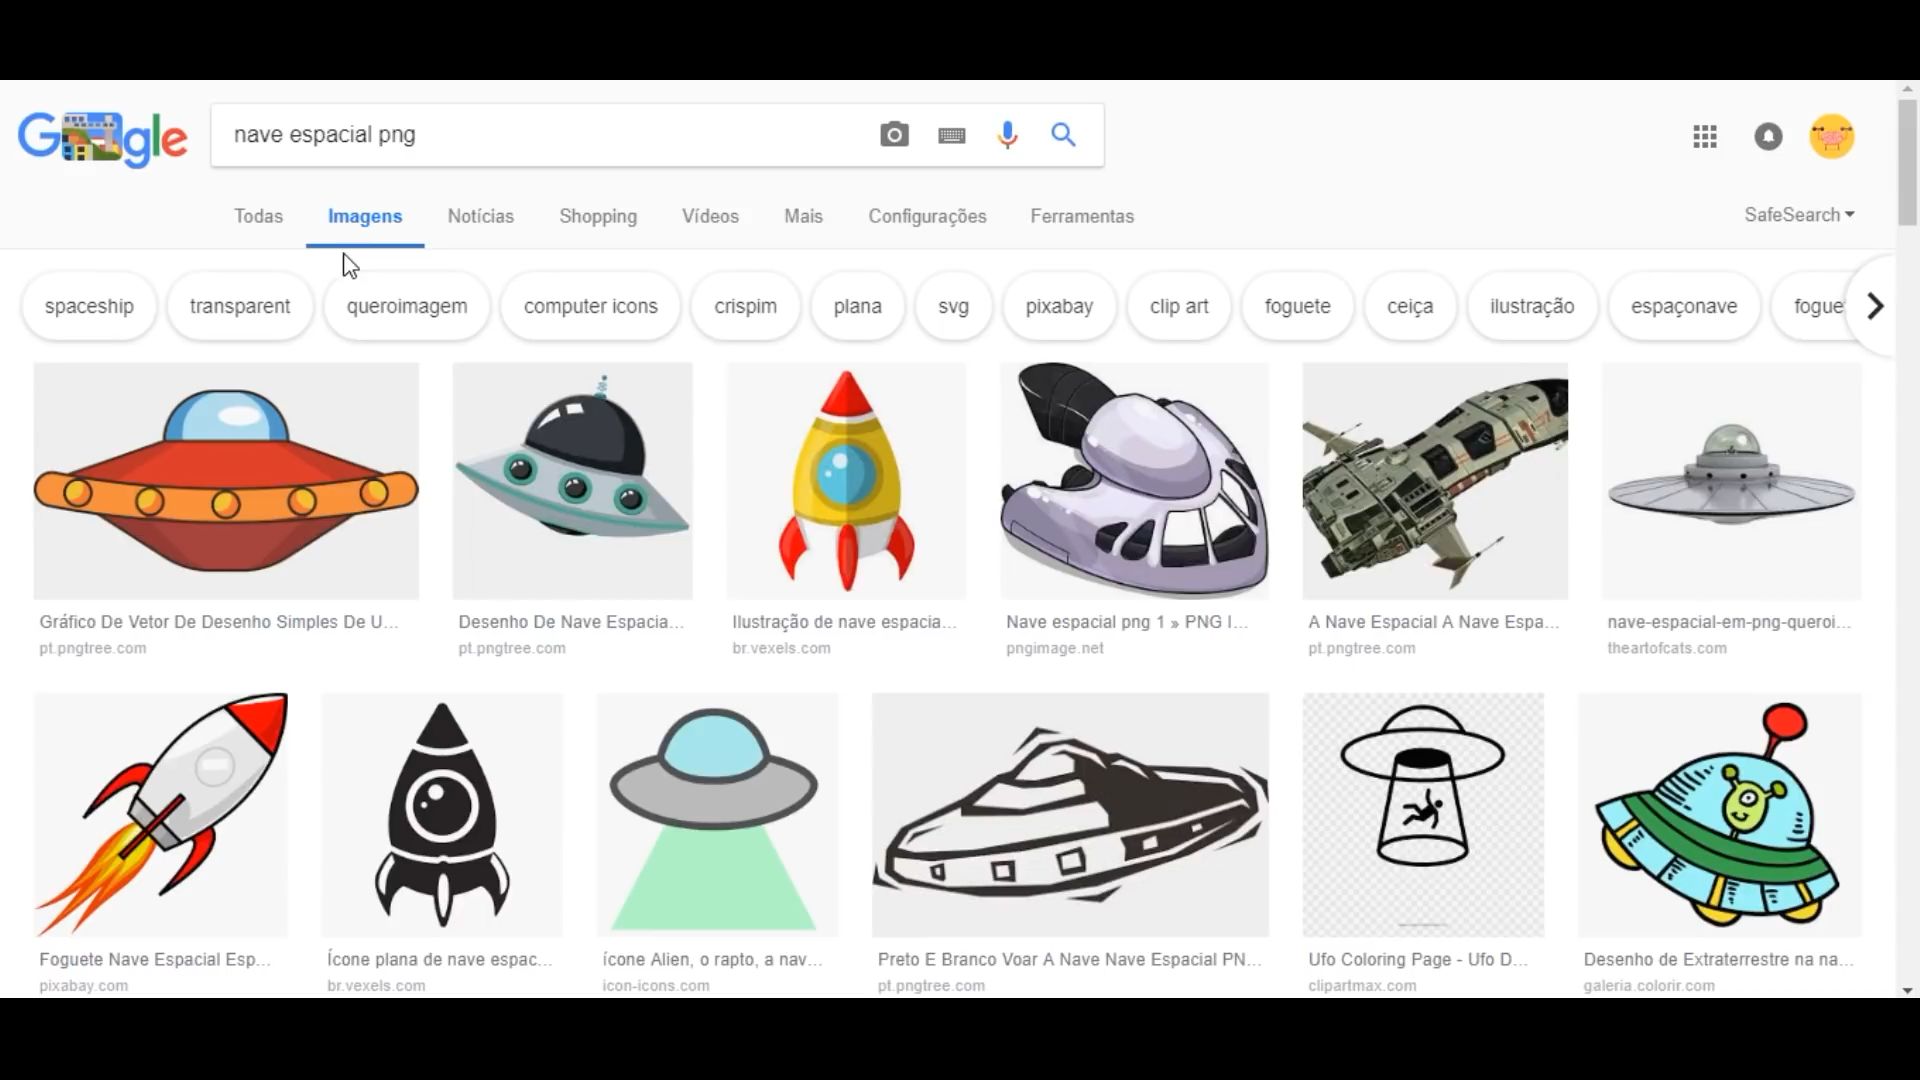 Google
nave espacial png
Todas Imagens Notícias Shopping Vídeos Mais Configurações Ferramentas SafeSearch
spaceship transparent queroimagem computer icons crispim plana svg pixabay clip art foguete ceiça ilustração espaçonave fogue
Gráfico De Vetor De Desenho Simples De U...
pt.pngtree.com
Desenho De Nave Espacia...
pt.pngtree.com
Ilustração de nave espacia...
br.vexels.com
Nave espacial png 1 » PNG I...
pngimage.net
A Nave Espacial A Nave Espa...
pt.pngtree.com
nave-espacial-em-png-queroi...
theartofcats.com
Foguete Nave Espacial Esp...
pixabay.com
Ícone plana de nave espac...
br.vexels.com
ícone Alien, o rapto, a nav...
icon-icons.com
Preto E Branco Voar A Nave Nave Espacial PN...
pt.pngtree.com
Ufo Coloring Page - Ufo D...
clipartmax.com
Desenho de Extraterrestre na na...
galeria.colorir.com